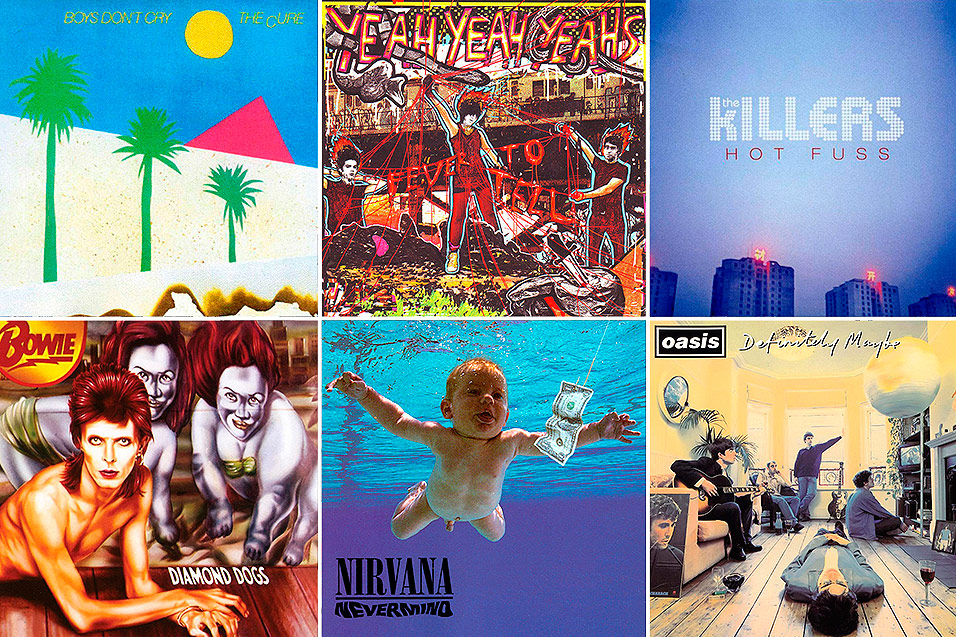 BOYS DON'T CRY THE CURE
YEAH YEAH YEAHS
FEVER TO
TELL
the
KILLERS
HOT FUSS
BOWIE
DIAMOND DOGS
NIRVANA
NEVERMIND
oasis Definitely Maybe